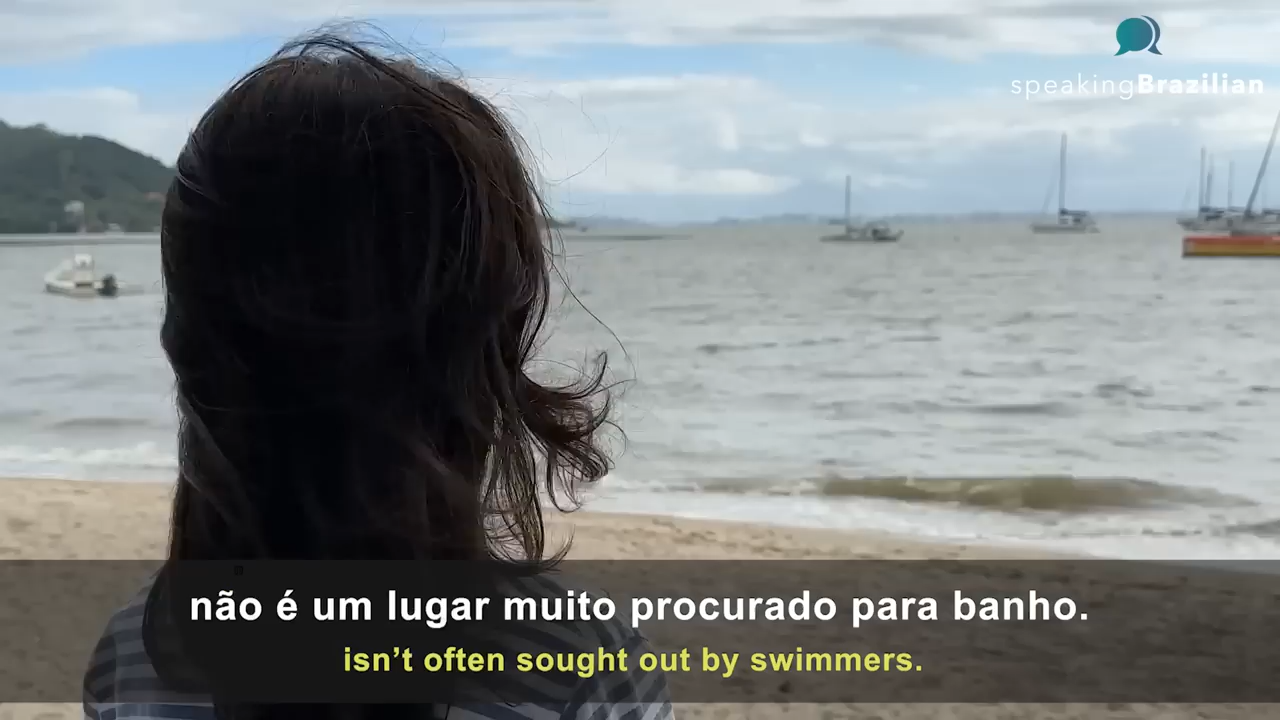 speakingBrazilian
não é um lugar muito procurado para banho.
isn't often sought out by swimmers.